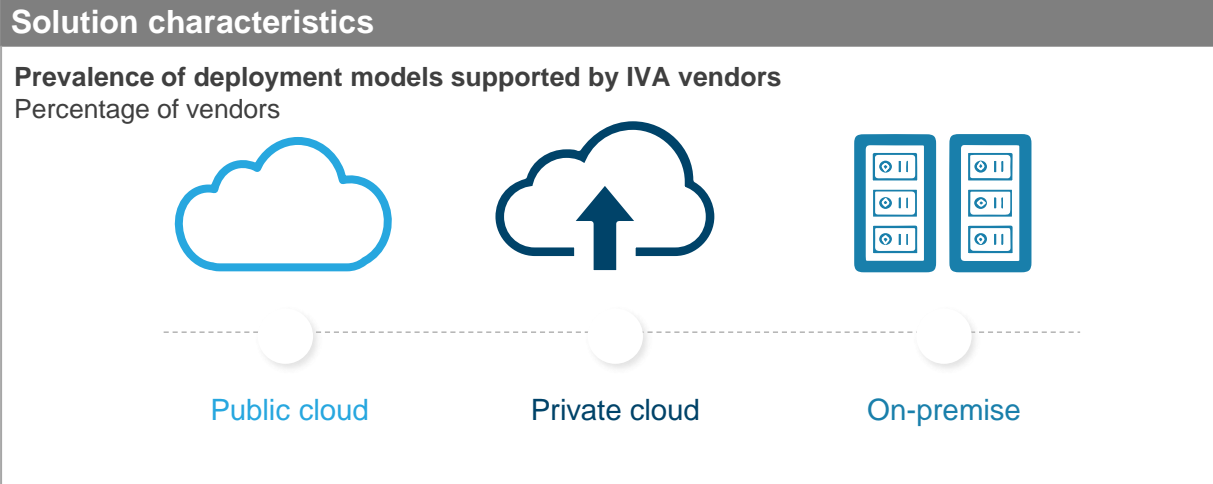 Solution characteristics
Prevalence of deployment models supported by IVA vendors
Percentage of vendors
Public cloud
Private cloud
On-premise